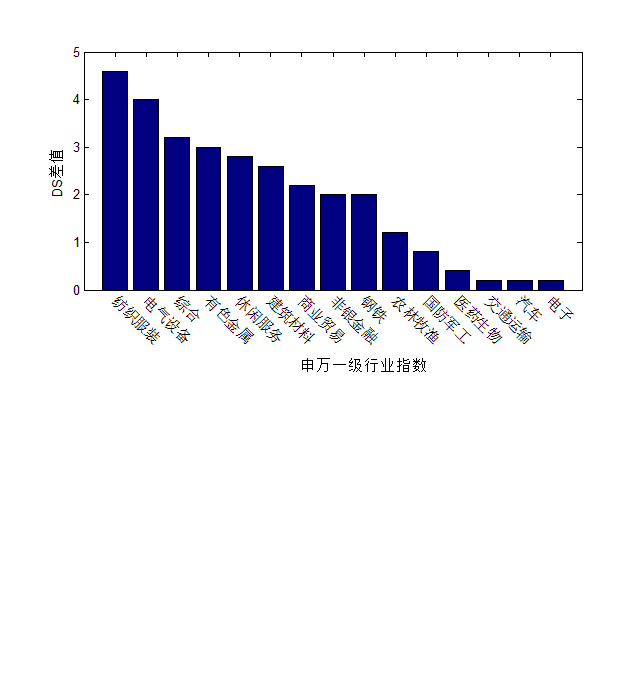 5
4
3
2
1
0
DS差值
纺织服装
电气设备
综合
有色金属
休闲服务
建筑材料
商业贸易
非银金融
钢铁
农林牧渔
国防军工
医药生物
交通运输
汽车
电子
申万一级行业指数